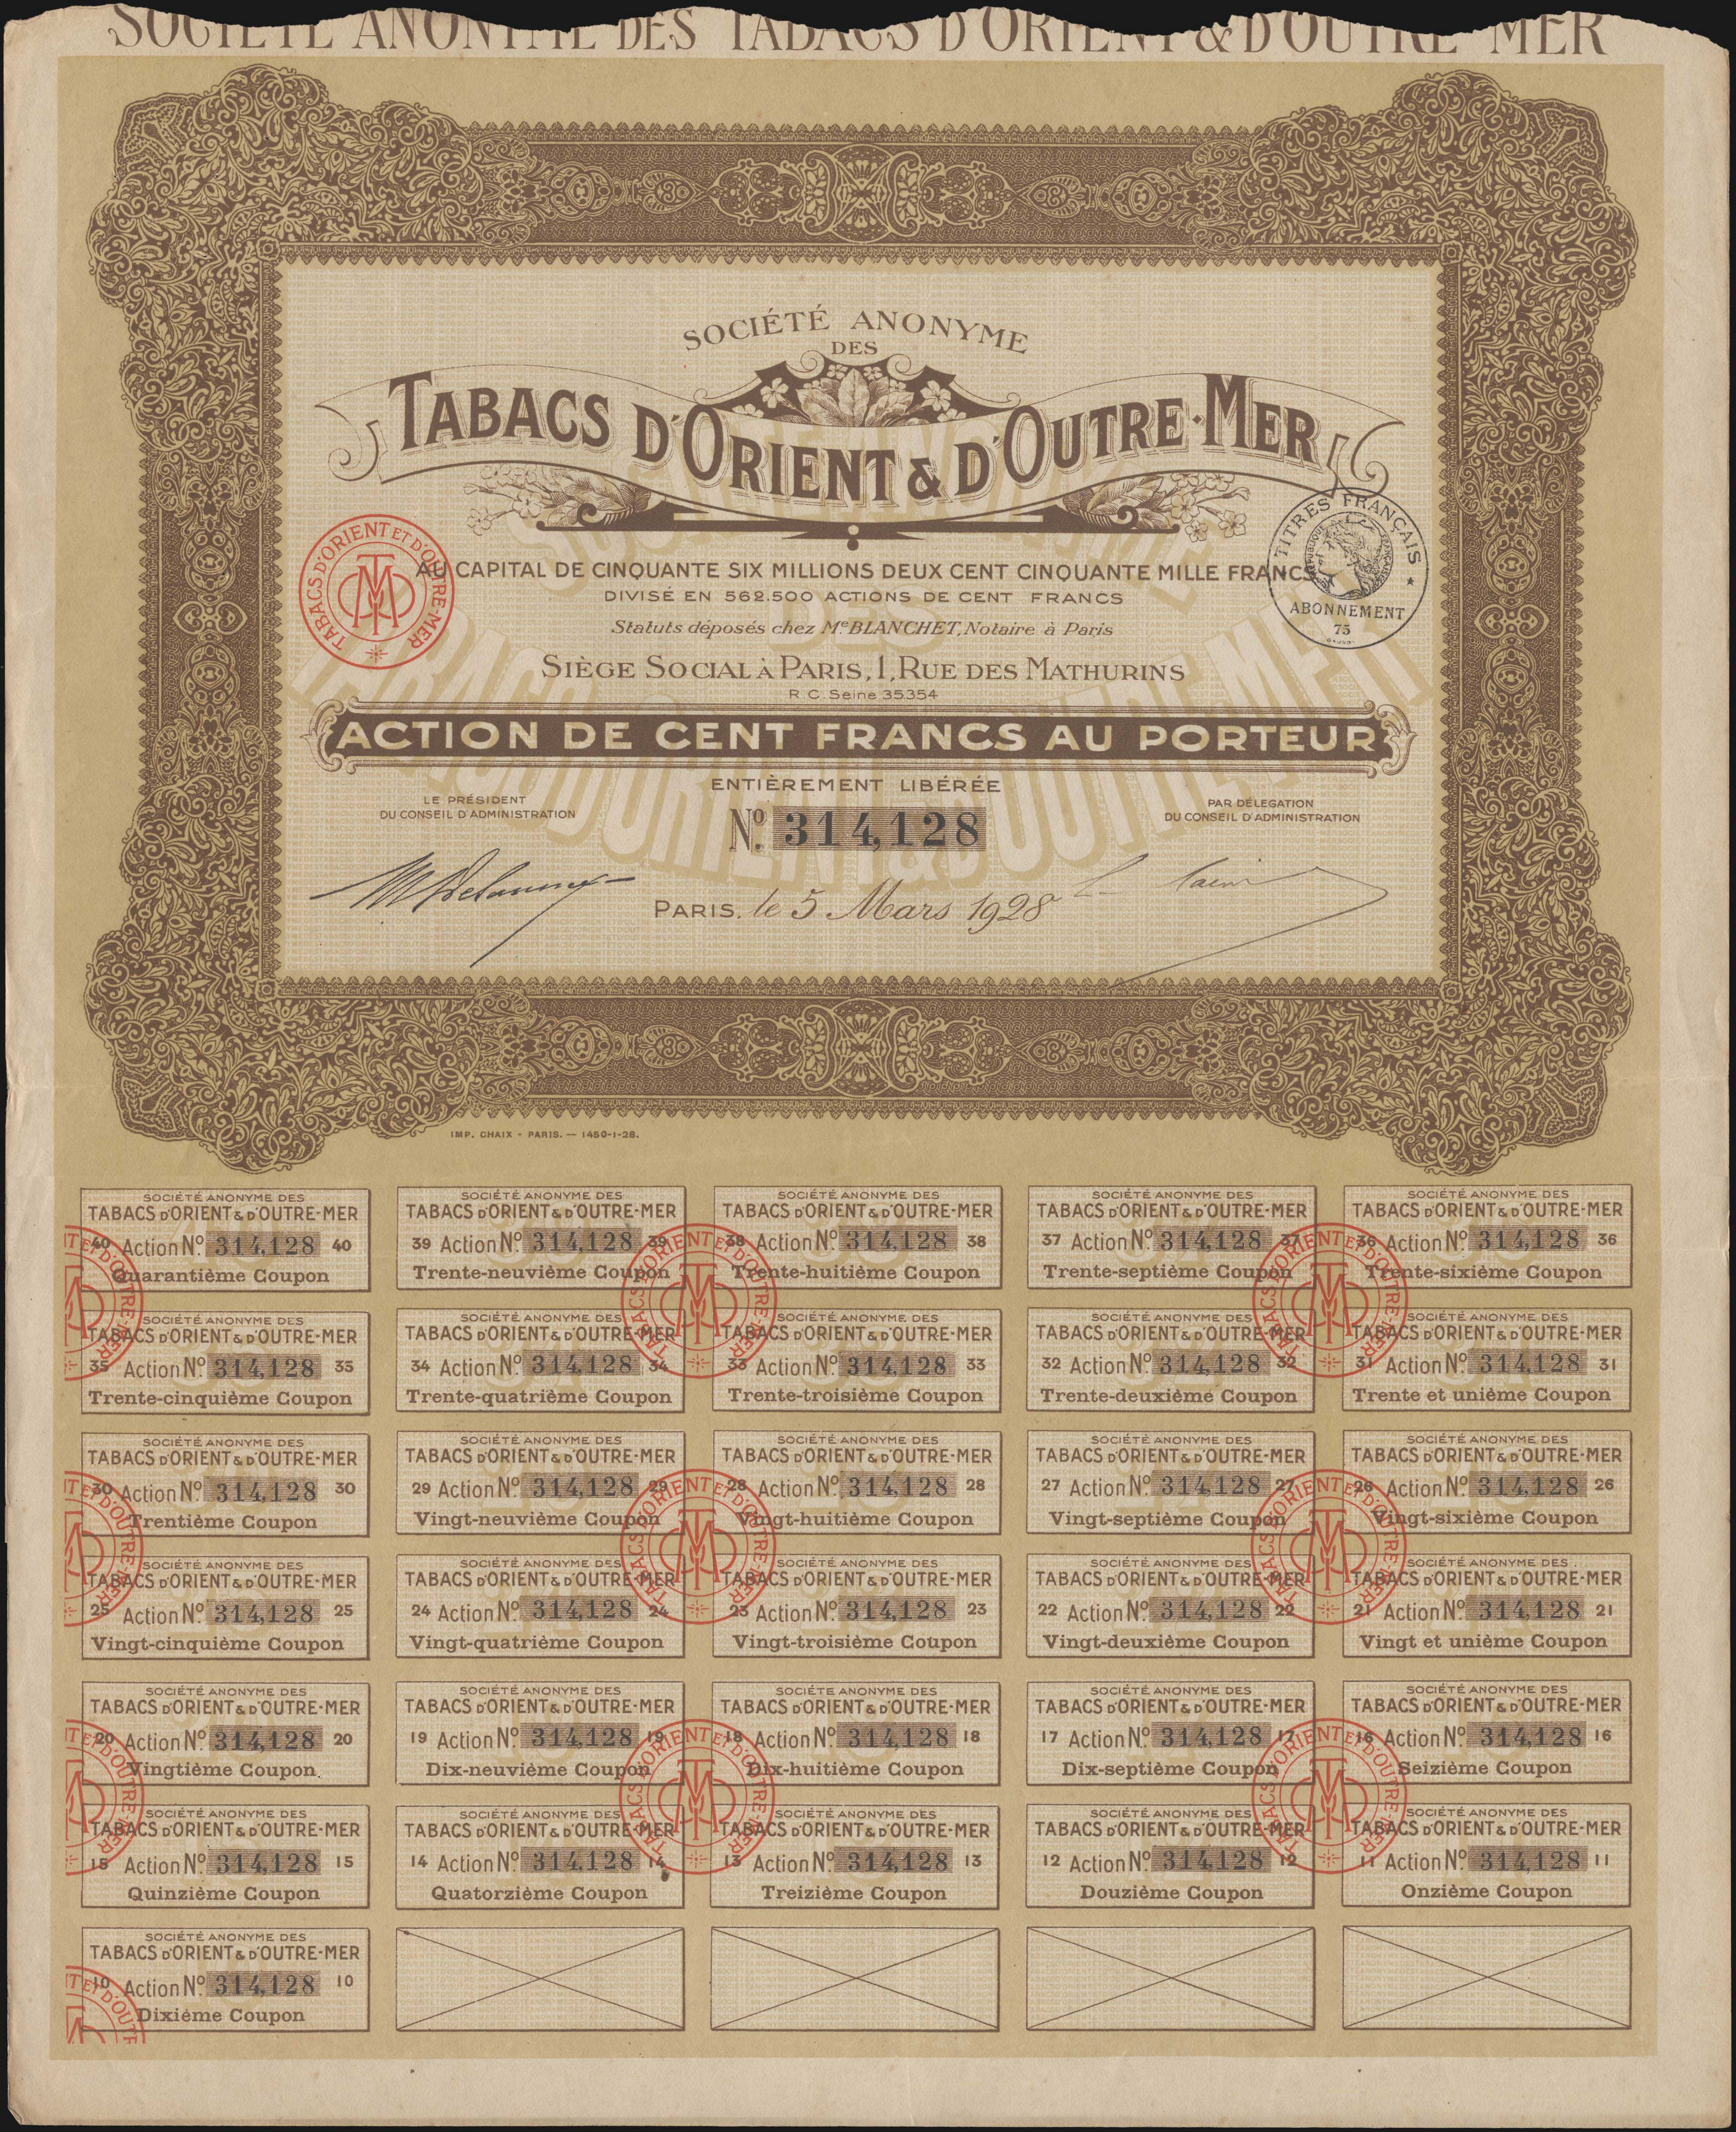 SOCIÉTÉ ANONYME DES TABACS D'ORIENT & D'OUTRE-MER
SOCIÉTÉ ANONYME
DES
TABACS D'ORIENT & D'OUTRE-MER
AU CAPITAL DE CINQUANTE SIX MILLIONS DEUX CENT CINQUANTE MILLE FRANCS
DIVISÉ EN 562.500 ACTIONS DE CENT FRANCS
Statuts déposés chez Me BLANCHET, Notaire à Paris
SIÈGE SOCIAL À PARIS, 1, RUE DES MATHURINS
R.C. Seine 35354
TABACS D'ORIENT ET D'OUTRE-MER
TITRES FRANÇAIS
RÉPUBLIQUE FRANÇAISE
ABONNEMENT
75
ACTION DE CENT FRANCS AU PORTEUR
ENTIÈREMENT LIBÉRÉE
LE PRÉSIDENT
DU CONSEIL D'ADMINISTRATION
No. 314,128
PAR DÉLÉGATION
DU CONSEIL D'ADMINISTRATION
PARIS, le 5 Mars 1928
IMP. CHAIX - PARIS. — 1450-1-28.
SOCIÉTÉ ANONYME DES
TABACS D'ORIENT & D'OUTRE-MER
40 Action No. 314,128 40
Quarantième Coupon
SOCIÉTÉ ANONYME DES
TABACS D'ORIENT & D'OUTRE-MER
39 Action No. 314,128 39
Trente-neuvième Coupon
SOCIÉTÉ ANONYME DES
TABACS D'ORIENT & D'OUTRE-MER
38 Action No. 314,128 38
Trente-huitième Coupon
SOCIÉTÉ ANONYME DES
TABACS D'ORIENT & D'OUTRE-MER
37 Action No. 314,128 37
Trente-septième Coupon
SOCIÉTÉ ANONYME DES
TABACS D'ORIENT & D'OUTRE-MER
36 Action No. 314,128 36
Trente-sixième Coupon
SOCIÉTÉ ANONYME DES
TABACS D'ORIENT & D'OUTRE-MER
35 Action No. 314,128 35
Trente-cinquième Coupon
SOCIÉTÉ ANONYME DES
TABACS D'ORIENT & D'OUTRE-MER
34 Action No. 314,128 34
Trente-quatrième Coupon
SOCIÉTÉ ANONYME DES
TABACS D'ORIENT & D'OUTRE-MER
33 Action No. 314,128 33
Trente-troisième Coupon
SOCIÉTÉ ANONYME DES
TABACS D'ORIENT & D'OUTRE-MER
32 Action No. 314,128 32
Trente-deuxième Coupon
SOCIÉTÉ ANONYME DES
TABACS D'ORIENT & D'OUTRE-MER
31 Action No. 314,128 31
Trente et unième Coupon
SOCIÉTÉ ANONYME DES
TABACS D'ORIENT & D'OUTRE-MER
30 Action No. 314,128 30
Trentième Coupon
SOCIÉTÉ ANONYME DES
TABACS D'ORIENT & D'OUTRE-MER
29 Action No. 314,128 29
Vingt-neuvième Coupon
SOCIÉTÉ ANONYME DES
TABACS D'ORIENT & D'OUTRE-MER
28 Action No. 314,128 28
Vingt-huitième Coupon
SOCIÉTÉ ANONYME DES
TABACS D'ORIENT & D'OUTRE-MER
27 Action No. 314,128 27
Vingt-septième Coupon
SOCIÉTÉ ANONYME DES
TABACS D'ORIENT & D'OUTRE-MER
26 Action No. 314,128 26
Vingt-sixième Coupon
SOCIÉTÉ ANONYME DES
TABACS D'ORIENT & D'OUTRE-MER
25 Action No. 314,128 25
Vingt-cinquième Coupon
SOCIÉTÉ ANONYME DES
TABACS D'ORIENT & D'OUTRE-MER
24 Action No. 314,128 24
Vingt-quatrième Coupon
SOCIÉTÉ ANONYME DES
TABACS D'ORIENT & D'OUTRE-MER
23 Action No. 314,128 23
Vingt-troisième Coupon
SOCIÉTÉ ANONYME DES
TABACS D'ORIENT & D'OUTRE-MER
22 Action No. 314,128 22
Vingt-deuxième Coupon
SOCIÉTÉ ANONYME DES
TABACS D'ORIENT & D'OUTRE-MER
21 Action No. 314,128 21
Vingt et unième Coupon
SOCIÉTÉ ANONYME DES
TABACS D'ORIENT & D'OUTRE-MER
20 Action No. 314,128 20
Vingtième Coupon
SOCIÉTÉ ANONYME DES
TABACS D'ORIENT & D'OUTRE-MER
19 Action No. 314,128 19
Dix-neuvième Coupon
SOCIÉTÉ ANONYME DES
TABACS D'ORIENT & D'OUTRE-MER
18 Action No. 314,128 18
Dix-huitième Coupon
SOCIÉTÉ ANONYME DES
TABACS D'ORIENT & D'OUTRE-MER
17 Action No. 314,128 17
Dix-septième Coupon
SOCIÉTÉ ANONYME DES
TABACS D'ORIENT & D'OUTRE-MER
16 Action No. 314,128 16
Seizième Coupon
SOCIÉTÉ ANONYME DES
TABACS D'ORIENT & D'OUTRE-MER
15 Action No. 314,128 15
Quinzième Coupon
SOCIÉTÉ ANONYME DES
TABACS D'ORIENT & D'OUTRE-MER
14 Action No. 314,128 14
Quatorzième Coupon
SOCIÉTÉ ANONYME DES
TABACS D'ORIENT & D'OUTRE-MER
13 Action No. 314,128 13
Treizième Coupon
SOCIÉTÉ ANONYME DES
TABACS D'ORIENT & D'OUTRE-MER
12 Action No. 314,128 12
Douzième Coupon
SOCIÉTÉ ANONYME DES
TABACS D'ORIENT & D'OUTRE-MER
11 Action No. 314,128 11
Onzième Coupon
SOCIÉTÉ ANONYME DES
TABACS D'ORIENT & D'OUTRE-MER
10 Action No. 314,128 10
Dixième Coupon